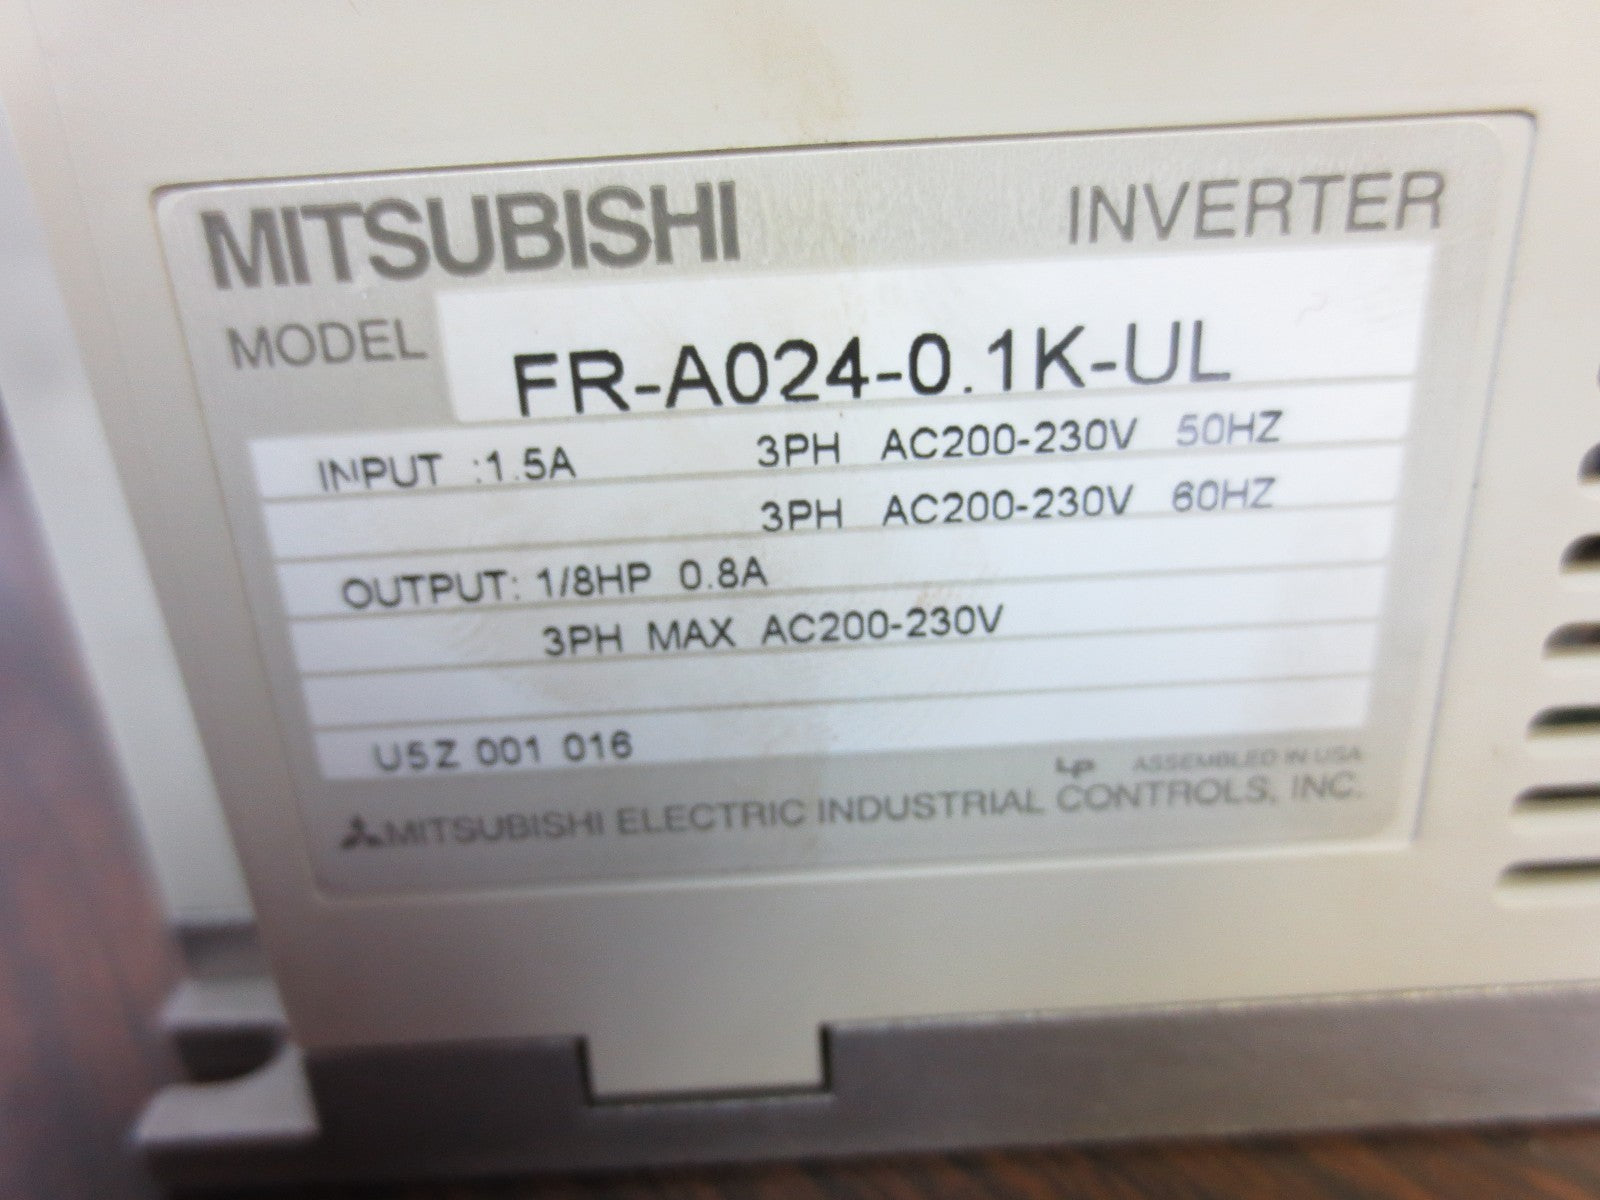 MITSUBISHI INVERTER
MODEL FR-A024-0.1K-UL
INPUT :1.5A 3PH AC200-230V 50HZ
3PH AC200-230V 60HZ
OUTPUT: 1/8HP 0.8A
3PH MAX AC200-230V
U5Z 001 016
LP ASSEMBLED IN USA
MITSUBISHI ELECTRIC INDUSTRIAL CONTROLS, INC.